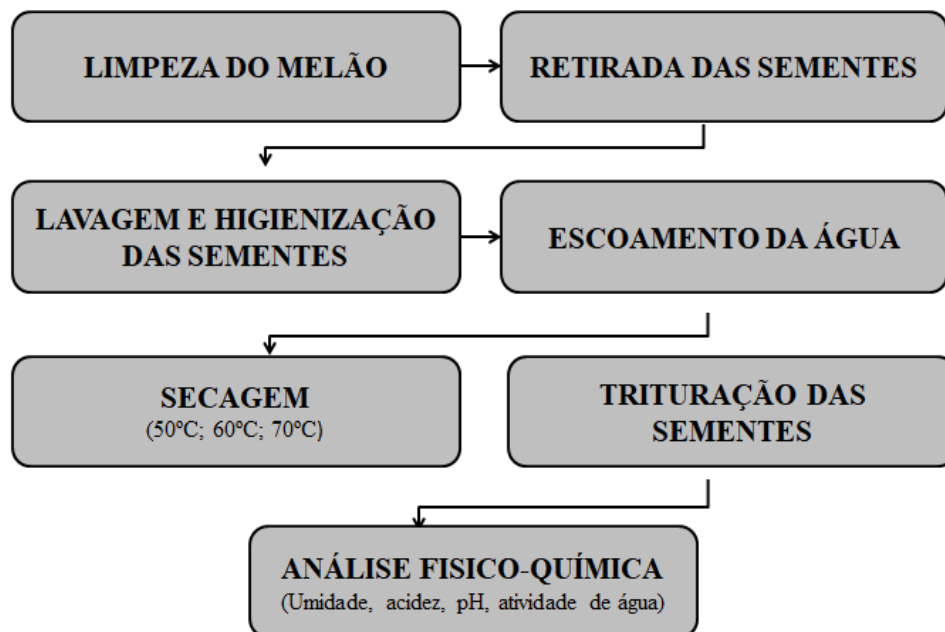 LIMPEZA DO MELÃO
RETIRADA DAS SEMENTES
LAVAGEM E HIGIENIZAÇÃO
DAS SEMENTES
ESCOAMENTO DA ÁGUA
SECAGEM
(50ºC; 60ºC; 70ºC)
TRITURAÇÃO DAS
SEMENTES
ANÁLISE FISICO-QUÍMICA
(Umidade, acidez, pH, atividade de água)